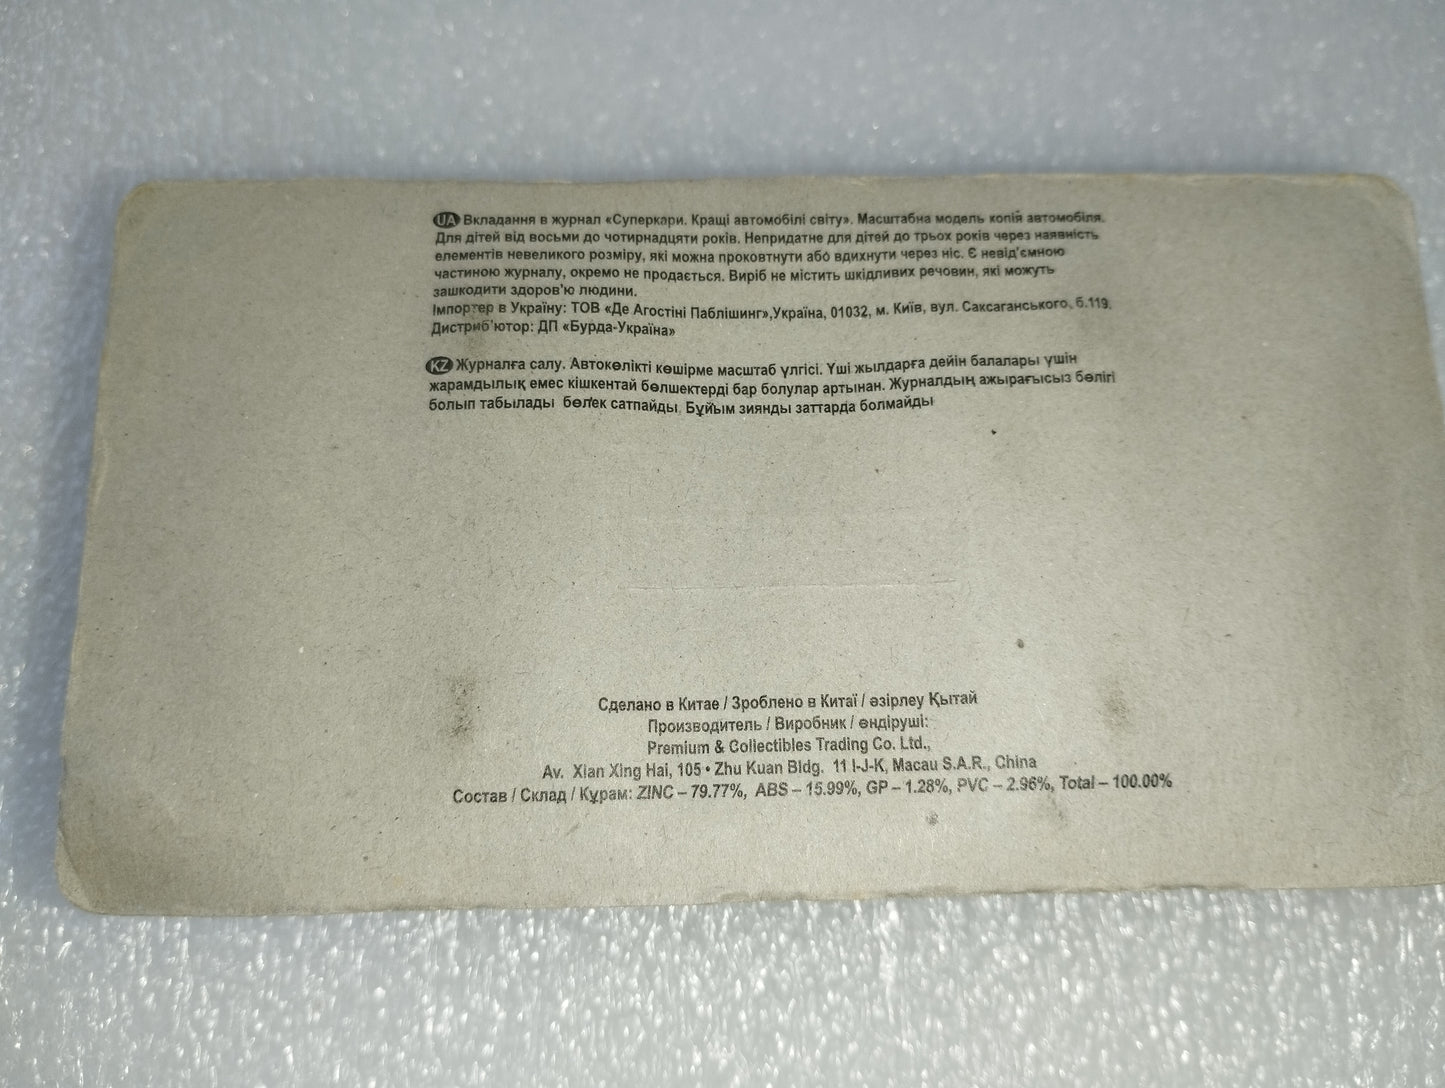 UA Вкладання в журнал «Суперкари. Кращі автомобілі світу». Масштабна модель копій автомобіля.
Для дітей від восьми до чотирнадцяти років. Непридатне для дітей до трьох років через наявність
елементів невеликого розміру, які можна проковтнути або вдихнути через ніс. Є невід'ємною
частиною журналу, окремо не продається. Виріб не містить шкідливих речовин, які можуть
зашкодити здоров'ю людини.
Імпортер в Україну: ТОВ «Де Агостіні Паблішинг»,Україна, 01032, м. Київ, вул. Саксаганського, б.119.
Дистриб'ютор: ДП «Бурда-Україна»
KZ Журналға салу. Автокөлікті көшірме масштаб үлгісі. Үші жылдарға дейін балалары үшін
жарамдылық емес кішкентай бөлшектерді бар болулар артынан. Журналдың ажырағысыз бөлігі
болып табылады бөлек сатпайды. Бұйым зиянды заттарда болмайды
Сделано в Китае / Зроблено в Китаї / әзірлеу Қытай
Производитель / Виробник / өндіруші:
Premium & Collectibles Trading Co. Ltd.,
Av. Xian Xing Hai, 105 • Zhu Kuan Bldg. 11 I-J-K, Macau S.A.R., China
Состав / Склад / Құрам: ZINC – 79.77%, ABS – 15.99%, GP – 1.28%, PVC – 2.96%, Total – 100.00%